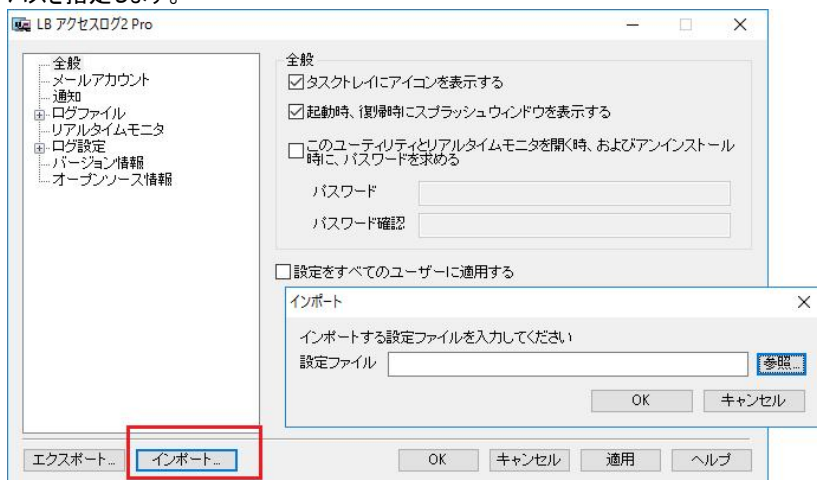 パスを指定します。
LB アクセスログ2 Pro
全般
メールアカウント
通知
ログファイル
リアルタイムモニタ
ログ設定
バージョン情報
オープンソース情報
全般
タスクトレイにアイコンを表示する
起動時、復帰時にスプラッシュウィンドウを表示する
このユーティリティとリアルタイムモニタを開く時、およびアンインストール
時に、パスワードを求める
パスワード
パスワード確認
設定をすべてのユーザーに適用する
インポート
インポートする設定ファイルを入力してください
設定ファイル 参照...
OK キャンセル
エクスポート... インポート... OK キャンセル 適用 ヘルプ